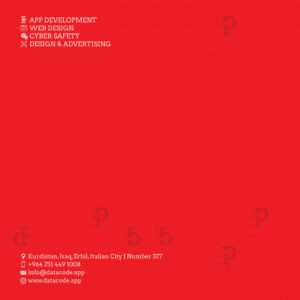 APP DEVELOPMENT
WEB DESIGN
CYBER SAFETY
DESIGN & ADVERTISING
Kurdistan, Iraq, Erbil, Italian City 1 Number 377
+964 751 449 1008
info@datacode.app
www.datacode.app